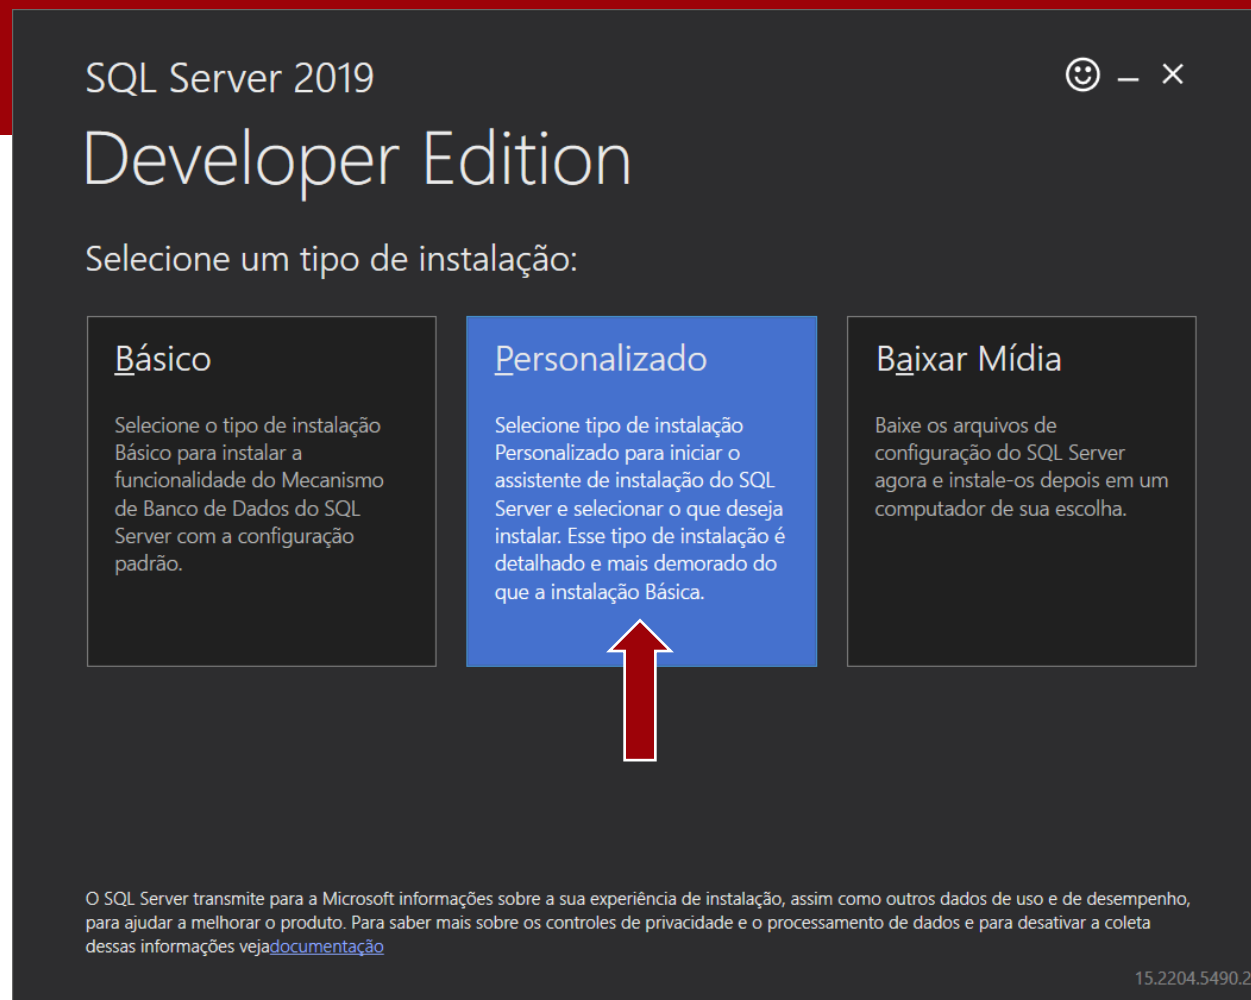 SQL Server 2019
Developer Edition
Selecione um tipo de instalação:
Básico
Selecione o tipo de instalação
Básico para instalar a
funcionalidade do Mecanismo
de Banco de Dados do SQL
Server com a configuração
padrão.
Personalizado
Selecione tipo de instalação
Personalizado para iniciar o
assistente de instalação do SQL
Server e selecionar o que deseja
instalar. Esse tipo de instalação é
detalhado e mais demorado do
que a instalação Básica.
Baixar Mídia
Baixe os arquivos de
configuração do SQL Server
agora e instale-os depois em um
computador de sua escolha.
O SQL Server transmite para a Microsoft informações sobre a sua experiência de instalação, assim como outros dados de uso e de desempenho,
para ajudar a melhorar o produto. Para saber mais sobre os controles de privacidade e o processamento de dados e para desativar a coleta
dessas informações vejadocumentação
15.2204.5490.2